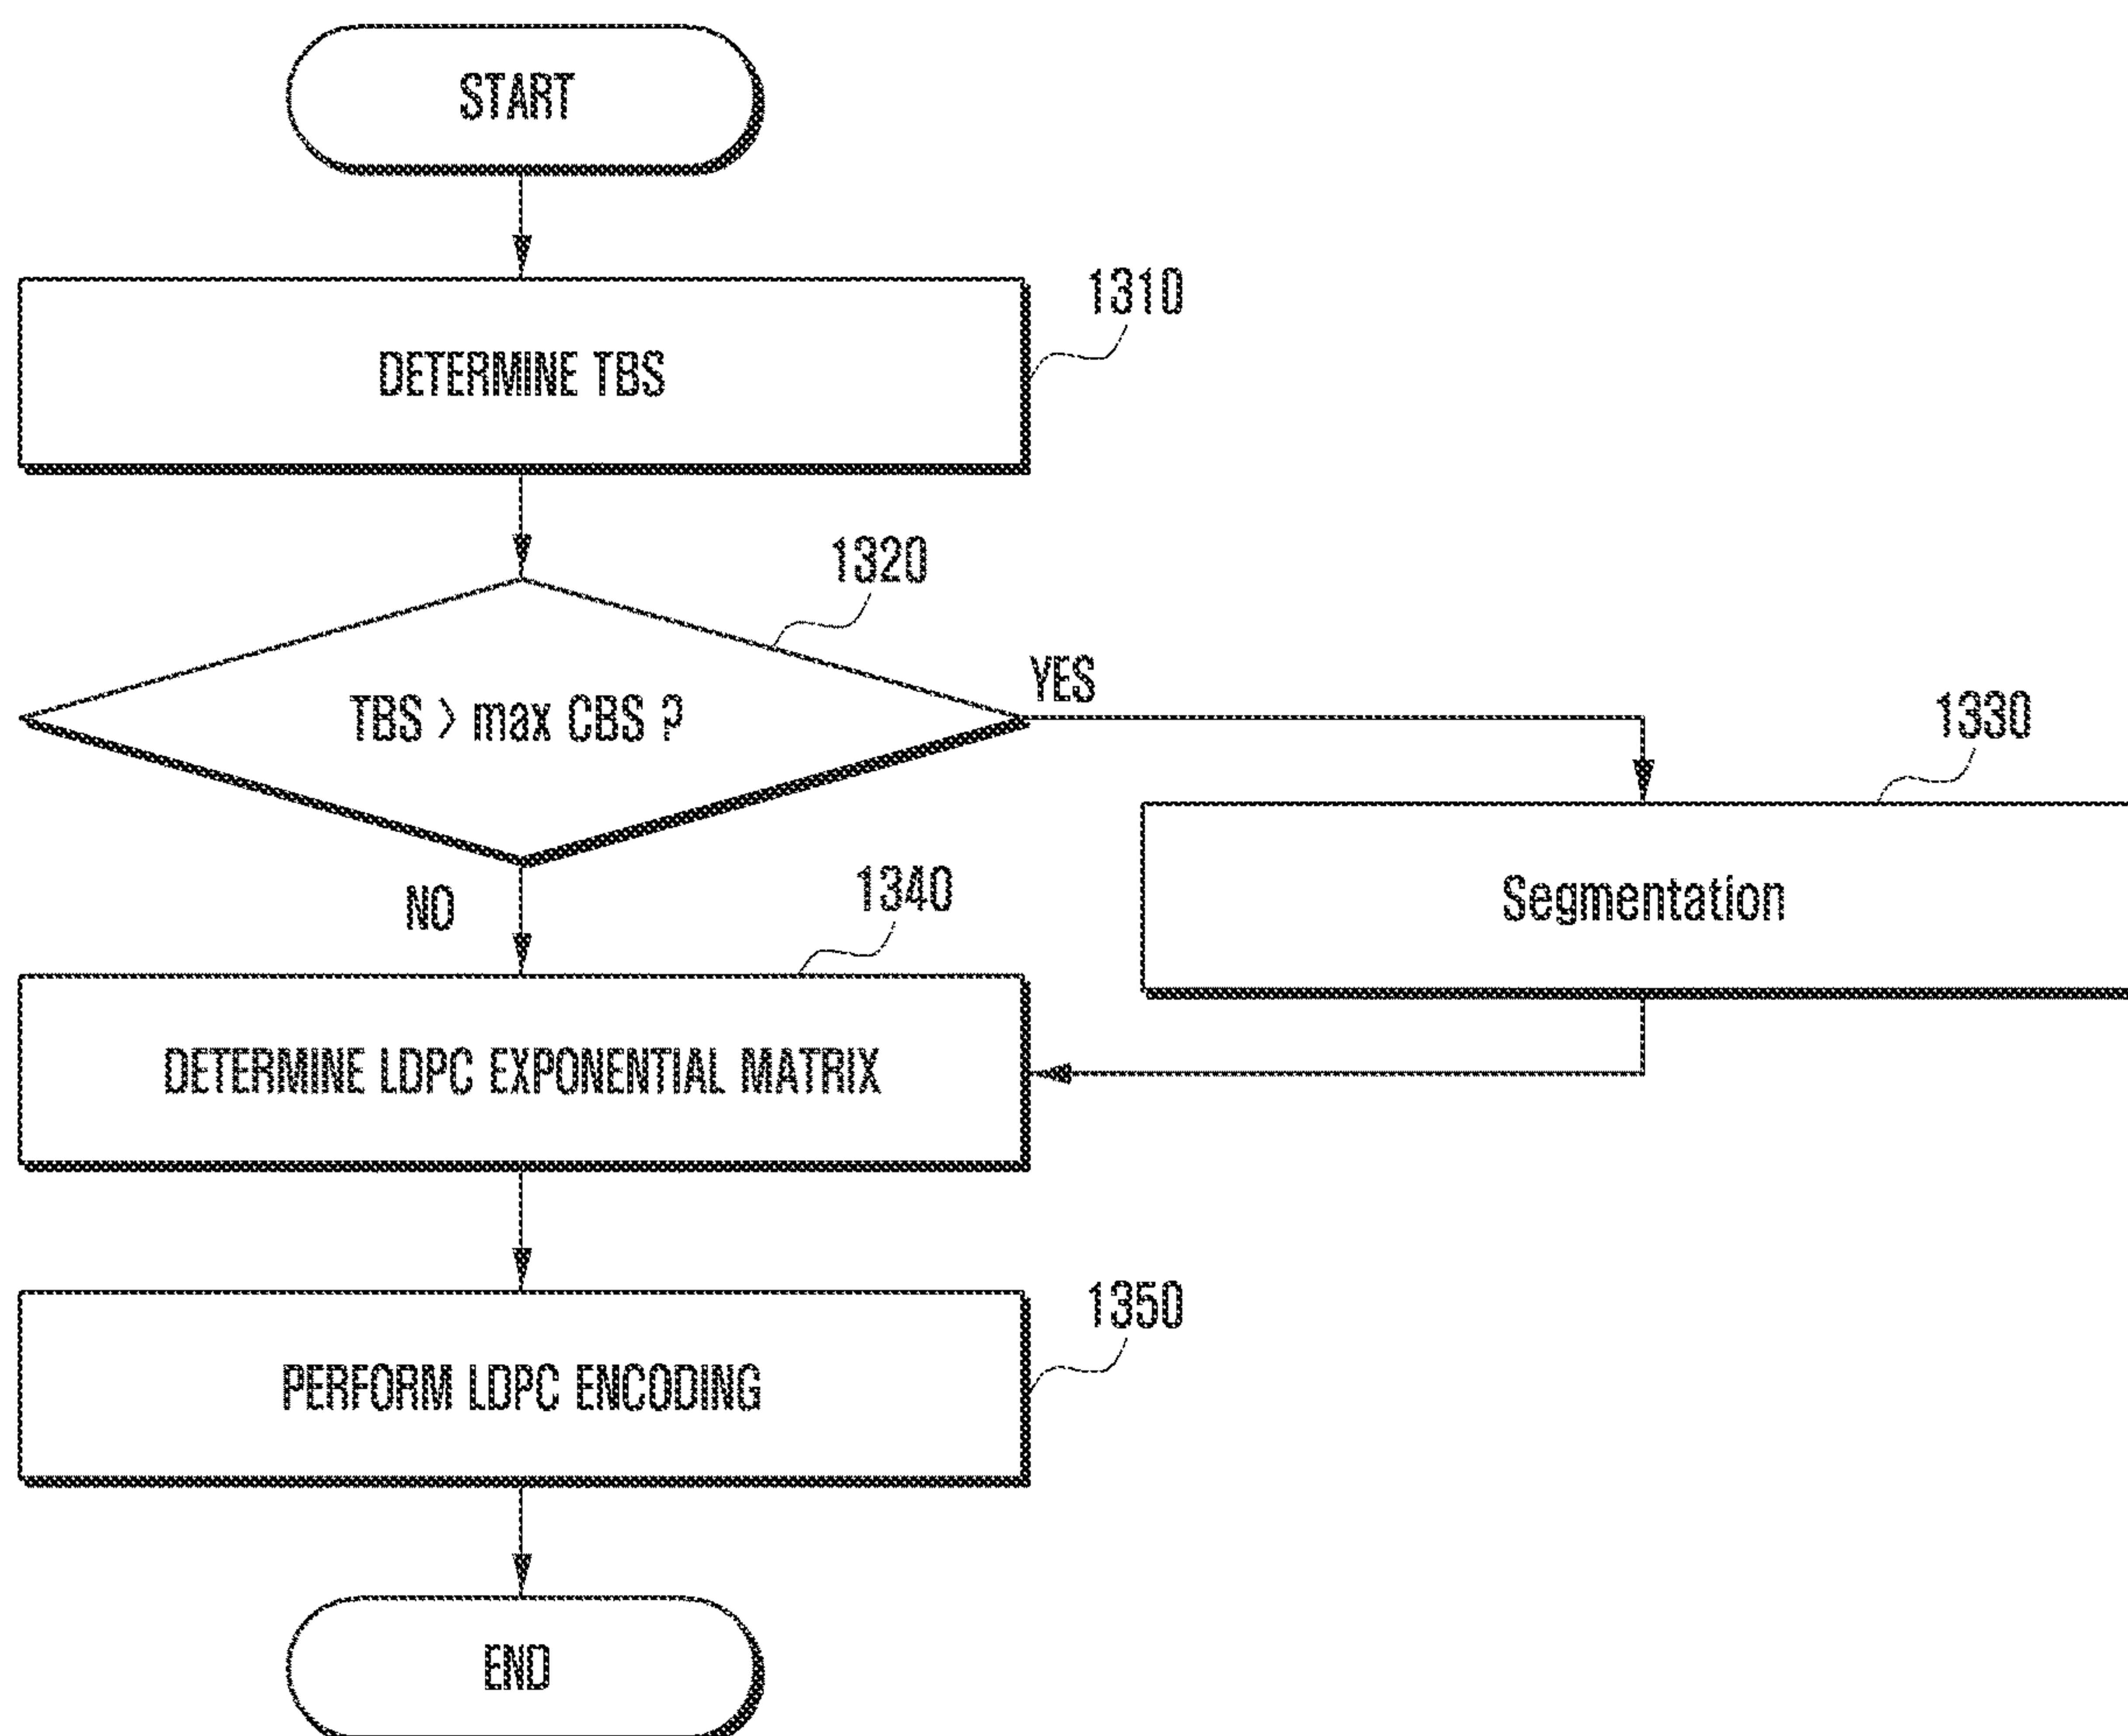 START
1310
DETERMINE TBS
1320
TBS > max CBS ?
YES
1330
Segmentation
NO
1340
DETERMINE LDPC EXPONENTIAL MATRIX
1350
PERFORM LDPC ENCODING
END